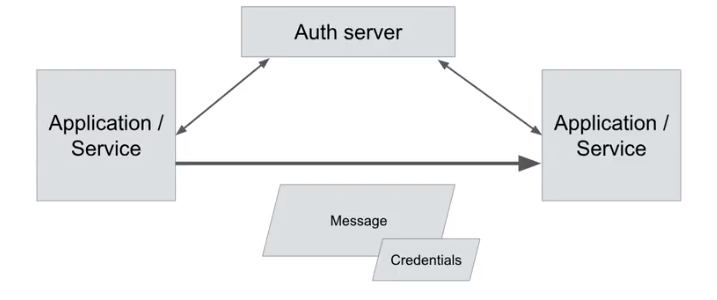 Auth server
Application /
Service
Application /
Service
Message
Credentials